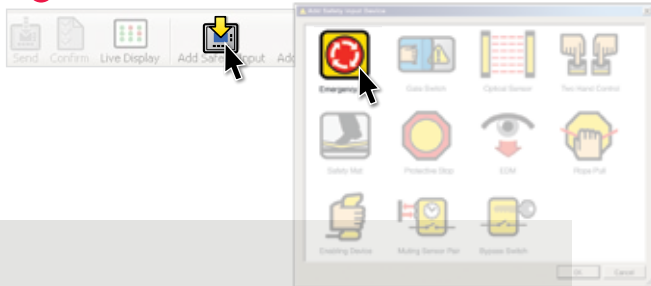 Add Safety Input Device
Send Confirm Live Display Add Safety Input Add
Emergency Gate Switch Optical Sensor Two Hand Control
Safety Mat Protective Stop EDM Rope Pull
Enabling Device Muting Sensor Pair Bypass Switch
OK Cancel